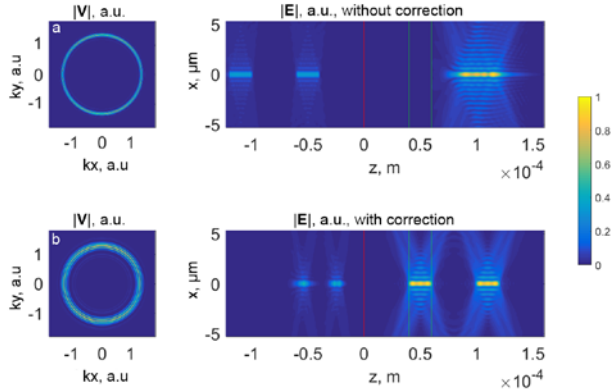 |V|, a.u.
|E|, a.u., without correction
a
1
0
-1
ky, a.u
-1 0 1
kx, a.u
5
0
-5
x, μm
-1 -0.5 0 0.5 1 1.5
z, m
×10⁻⁴
1
0.8
0.6
0.4
0.2
0
|V|, a.u.
|E|, a.u., with correction
b
1
0
-1
ky, a.u
-1 0 1
kx, a.u
5
0
-5
x, μm
-1 -0.5 0 0.5 1 1.5
z, m
×10⁻⁴